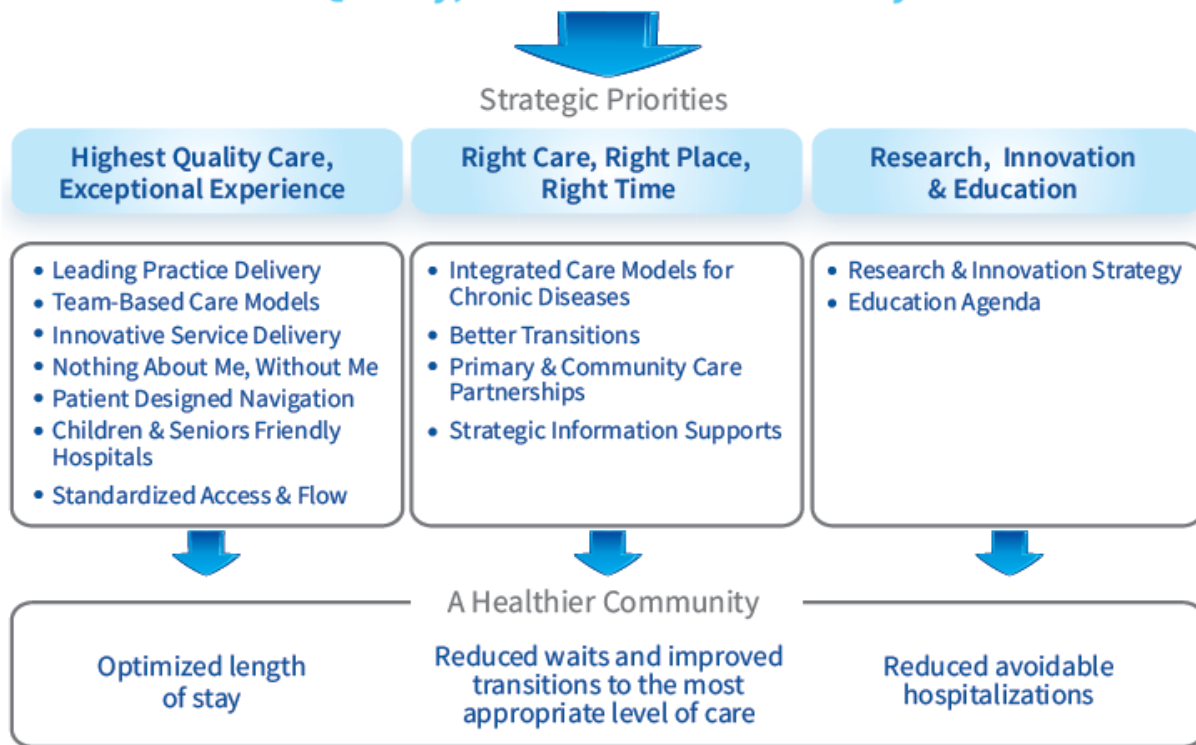 Strategic Priorities
Highest Quality Care,
Exceptional Experience
Right Care, Right Place,
Right Time
Research, Innovation
& Education
• Leading Practice Delivery
• Team-Based Care Models
• Innovative Service Delivery
• Nothing About Me, Without Me
• Patient Designed Navigation
• Children & Seniors Friendly
Hospitals
• Standardized Access & Flow
• Integrated Care Models for
Chronic Diseases
• Better Transitions
• Primary & Community Care
Partnerships
• Strategic Information Supports
• Research & Innovation Strategy
• Education Agenda
A Healthier Community
Optimized length
of stay
Reduced waits and improved
transitions to the most
appropriate level of care
Reduced avoidable
hospitalizations